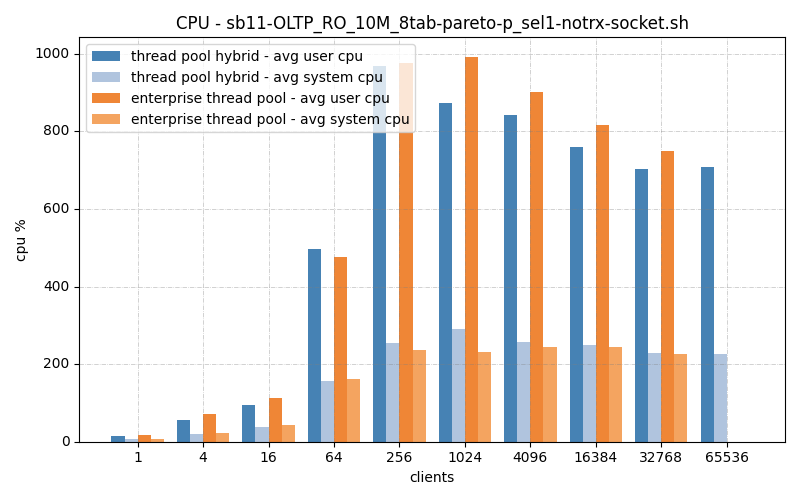 CPU - sb11-OLTP_RO_10M_8tab-pareto-p_sel1-notrx-socket.sh
thread pool hybrid - avg user cpu
thread pool hybrid - avg system cpu
enterprise thread pool - avg user cpu
enterprise thread pool - avg system cpu
cpu %
1000
800
600
400
200
0
1 4 16 64 256 1024 4096 16384 32768 65536
clients